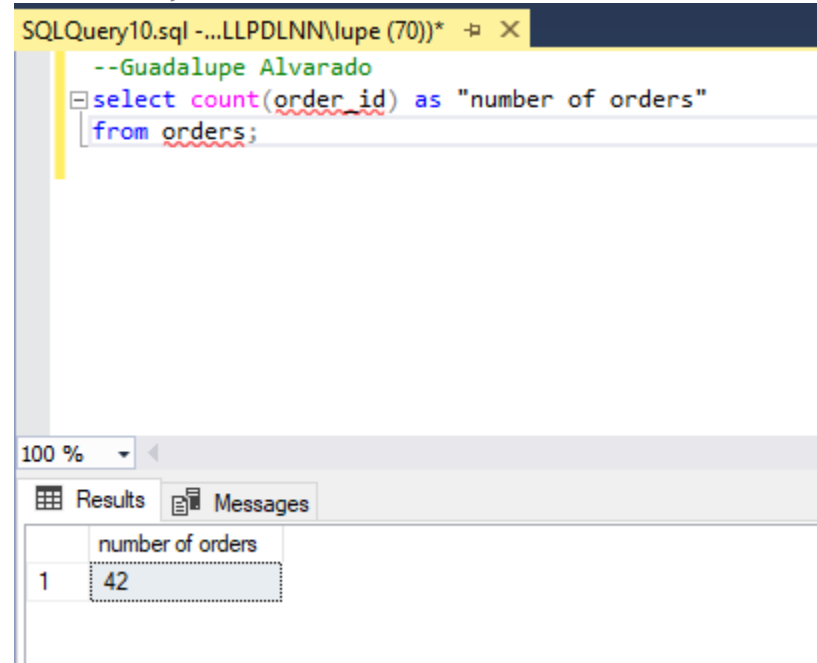 SQLQuery10.sql -...LLPDLNN\lupe (70))*
--Guadalupe Alvarado
select count(order_id) as "number of orders"
from orders;
100 %
Results Messages
number of orders
1 42